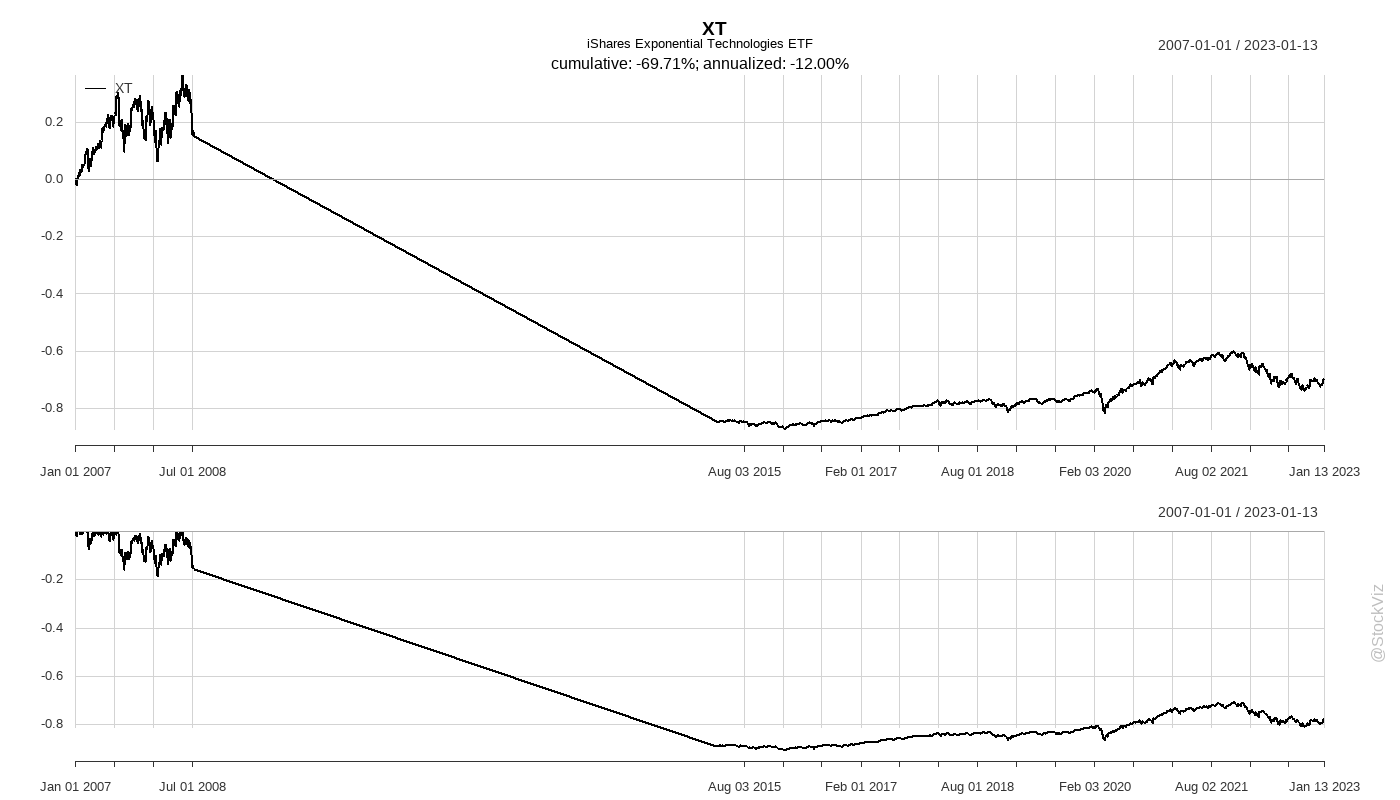 XT
iShares Exponential Technologies ETF
2007-01-01 / 2023-01-13
cumulative: -69.71%; annualized: -12.00%
XT
0.2
0.0
-0.2
-0.4
-0.6
-0.8
Jan 01 2007 Jul 01 2008 Aug 03 2015 Feb 01 2017 Aug 01 2018 Feb 03 2020 Aug 02 2021 Jan 13 2023
2007-01-01 / 2023-01-13
-0.2
-0.4
-0.6
-0.8
Jan 01 2007 Jul 01 2008 Aug 03 2015 Feb 01 2017 Aug 01 2018 Feb 03 2020 Aug 02 2021 Jan 13 2023
@StockViz